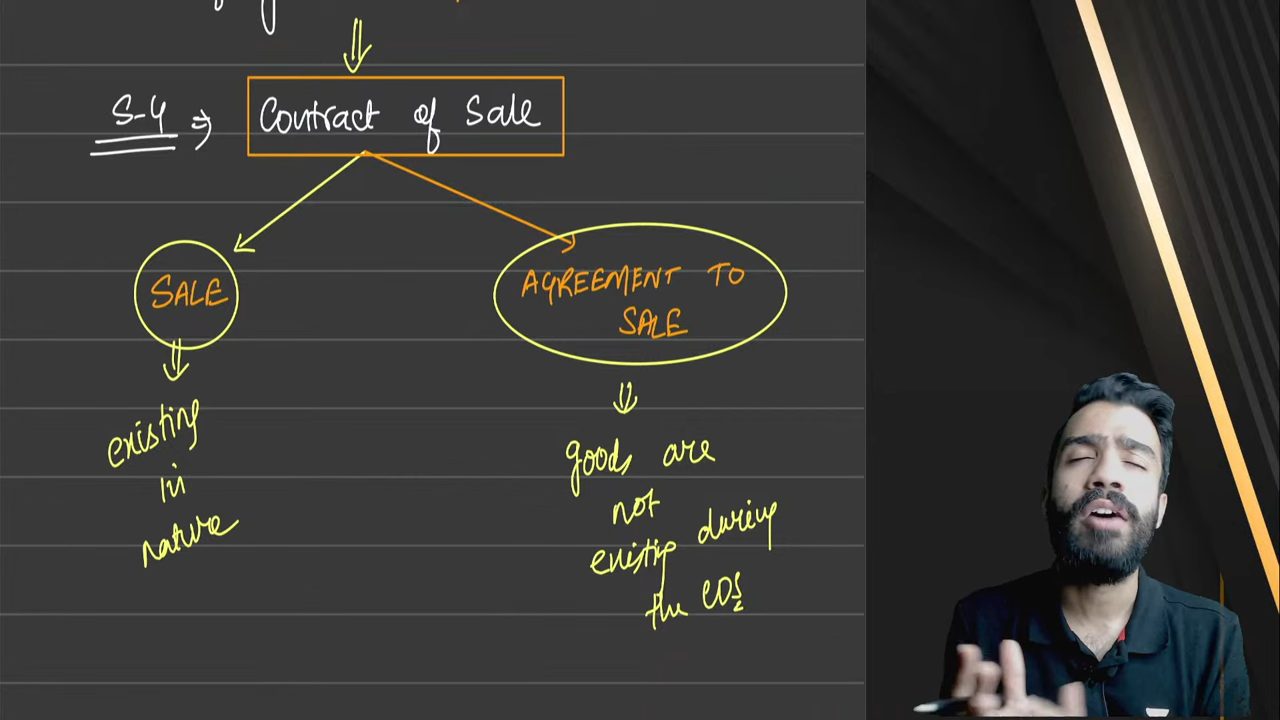 S-4 ⇒ Contract of Sale
SALE
AGREEMENT TO
SALE
existing
in
nature
goods are
not
existing during
the COS